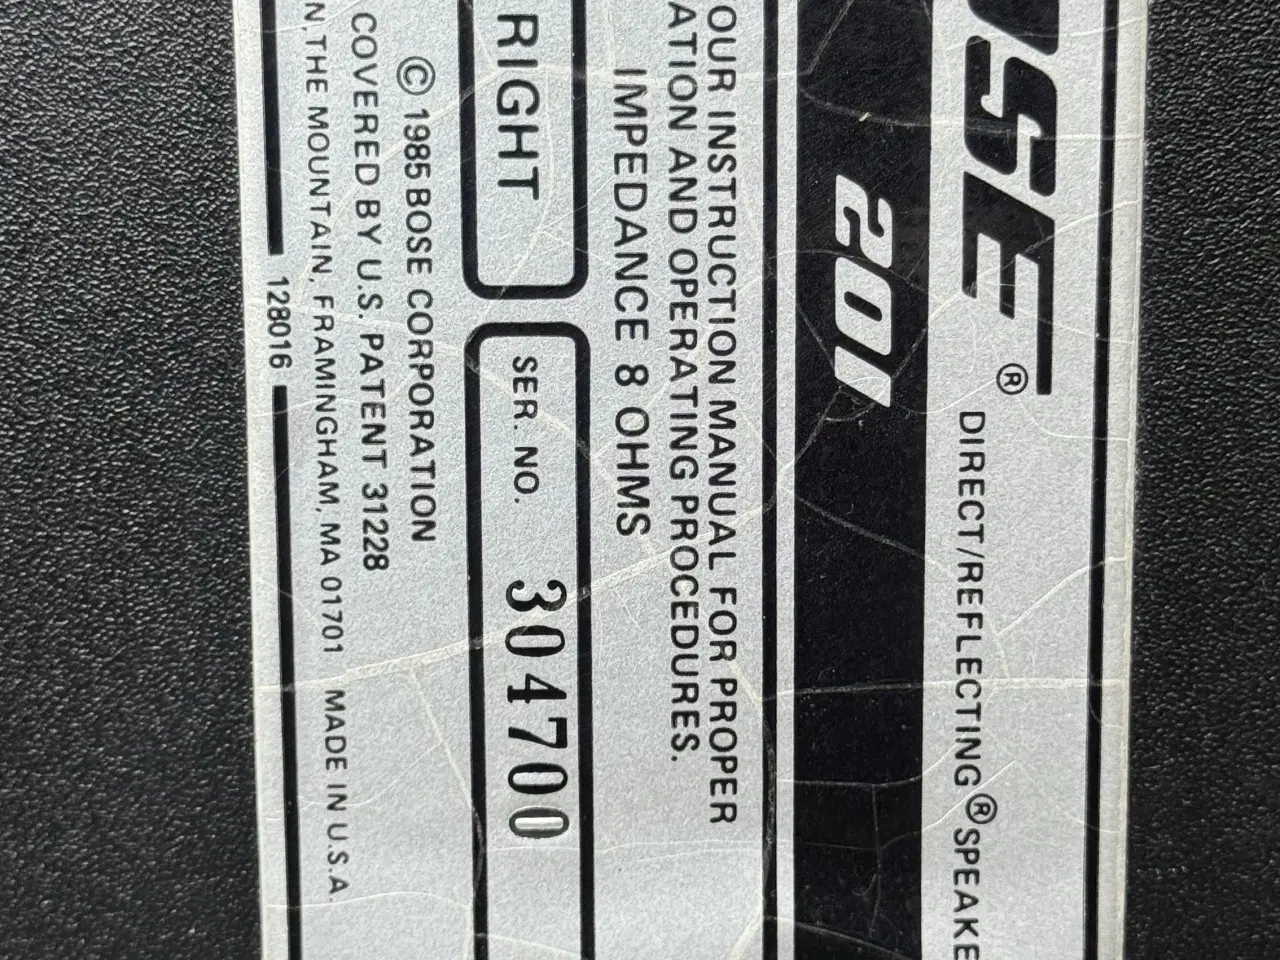 OSE®
DIRECT/REFLECTING® SPEAKE
201
OUR INSTRUCTION MANUAL FOR PROPER
ATION AND OPERATING PROCEDURES.
IMPEDANCE 8 OHMS
RIGHT
SER. NO. 304700
© 1985 BOSE CORPORATION
COVERED BY U.S. PATENT 31228
N, THE MOUNTAIN, FRAMINGHAM, MA 01701 MADE IN U.S.A.
128016